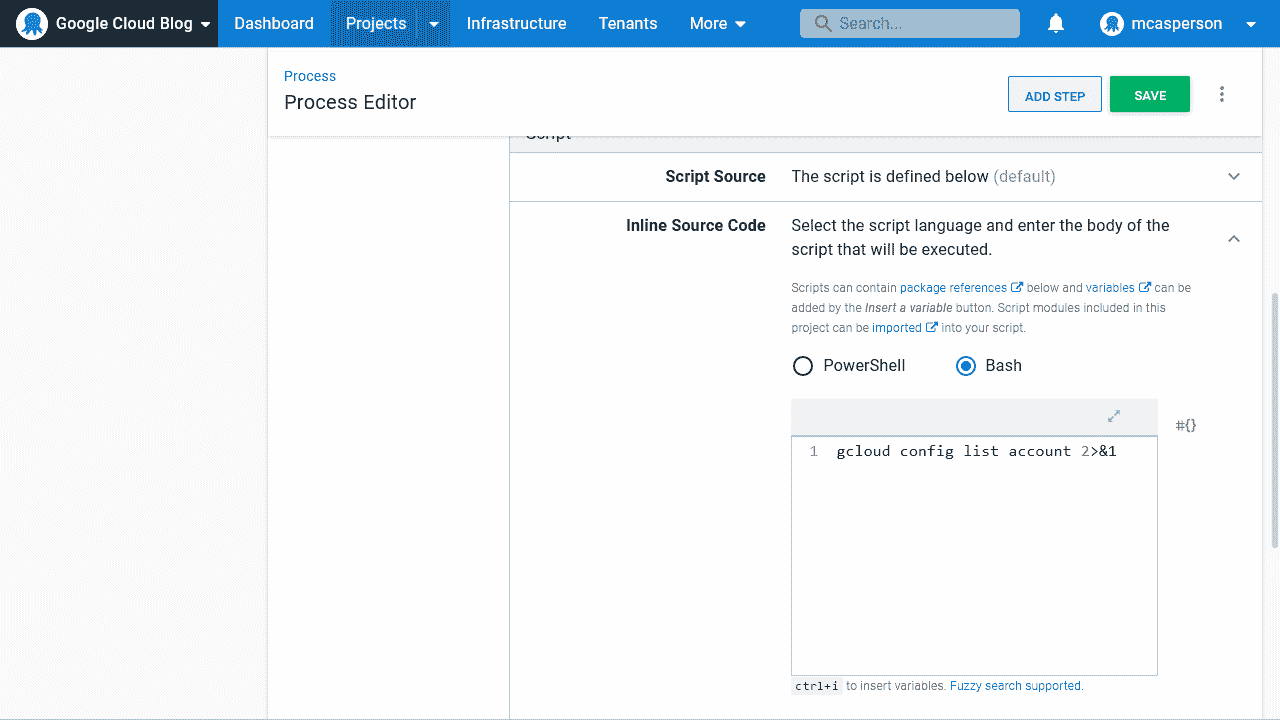 Google Cloud Blog Dashboard Projects Infrastructure Tenants More Search... mcasperson
Process
Process Editor
ADD STEP SAVE
Script
Script Source The script is defined below (default)
Inline Source Code Select the script language and enter the body of the
script that will be executed.
Scripts can contain package references below and variables can be
added by the Insert a variable button. Script modules included in this
project can be imported into your script.
PowerShell Bash
#{}
1 gcloud config list account 2>&1
ctrl+i to insert variables. Fuzzy search supported.